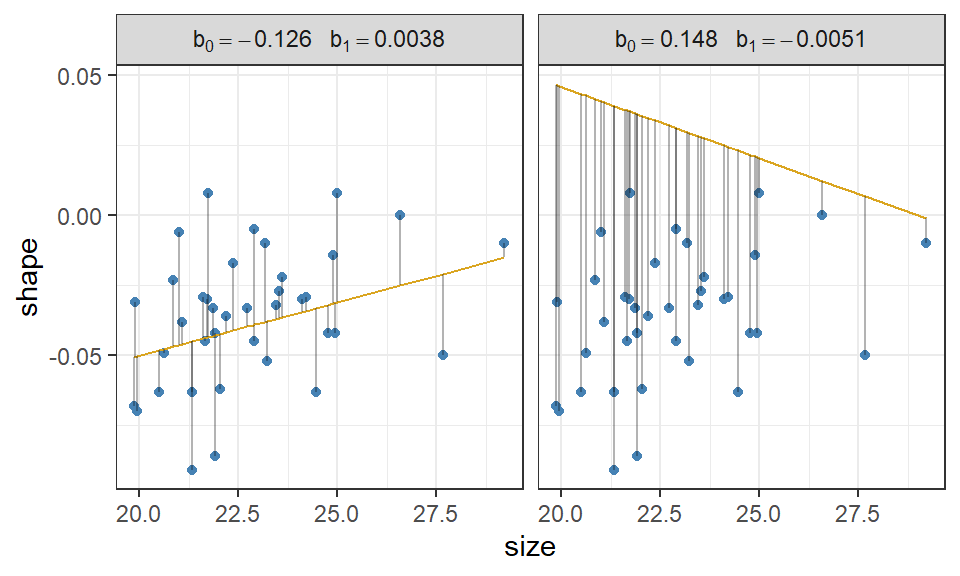 b₀ = −0.126 b₁ = 0.0038
b₀ = 0.148 b₁ = −0.0051
0.05
0.00
-0.05
shape
20.0 22.5 25.0 27.5
20.0 22.5 25.0 27.5
size